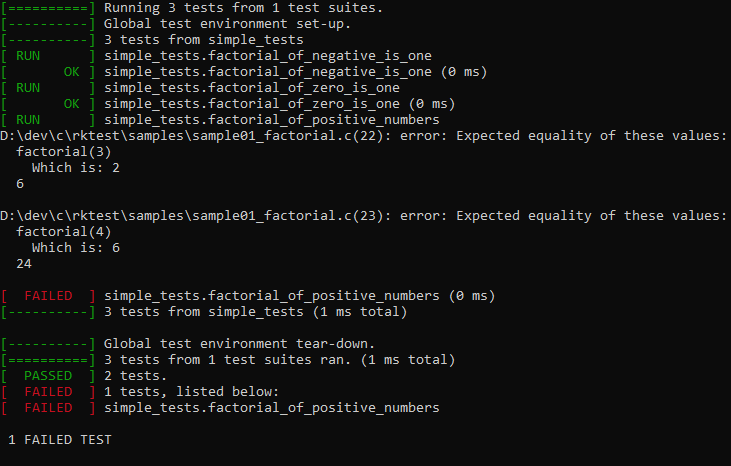 [==========] Running 3 tests from 1 test suites.
[----------] Global test environment set-up.
[----------] 3 tests from simple_tests
[ RUN      ] simple_tests.factorial_of_negative_is_one
[       OK ] simple_tests.factorial_of_negative_is_one (0 ms)
[ RUN      ] simple_tests.factorial_of_zero_is_one
[       OK ] simple_tests.factorial_of_zero_is_one (0 ms)
[ RUN      ] simple_tests.factorial_of_positive_numbers
D:\dev\c\rktest\samples\sample01_factorial.c(22): error: Expected equality of these values:
  factorial(3)
    Which is: 2
  6
D:\dev\c\rktest\samples\sample01_factorial.c(23): error: Expected equality of these values:
  factorial(4)
    Which is: 6
  24
[  FAILED  ] simple_tests.factorial_of_positive_numbers (0 ms)
[----------] 3 tests from simple_tests (1 ms total)
[----------] Global test environment tear-down.
[==========] 3 tests from 1 test suites ran. (1 ms total)
[  PASSED  ] 2 tests.
[  FAILED  ] 1 tests, listed below:
[  FAILED  ] simple_tests.factorial_of_positive_numbers
 1 FAILED TEST